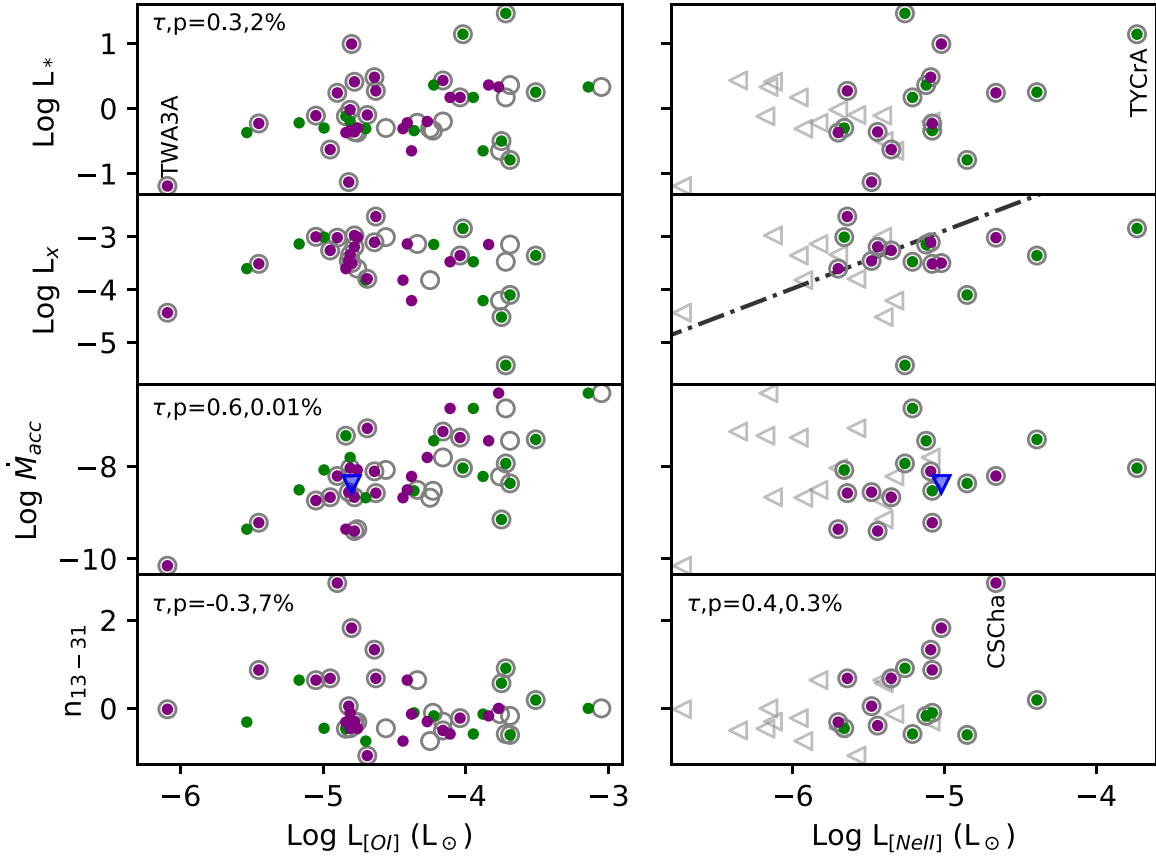 τ,p=0.3,2%
1
0
−1
Log L*
TWA3A
TYCrA
−3
−4
−5
Log Lx
τ,p=0.6,0.01%
−8
−10
Log Ṁacc
τ,p=-0.3,7%
τ,p=0.4,0.3%
2
0
n13−31
CSCha
−6 −5 −4 −3
−6 −5 −4
Log L[OI] (L⊙)
Log L[NeII] (L⊙)